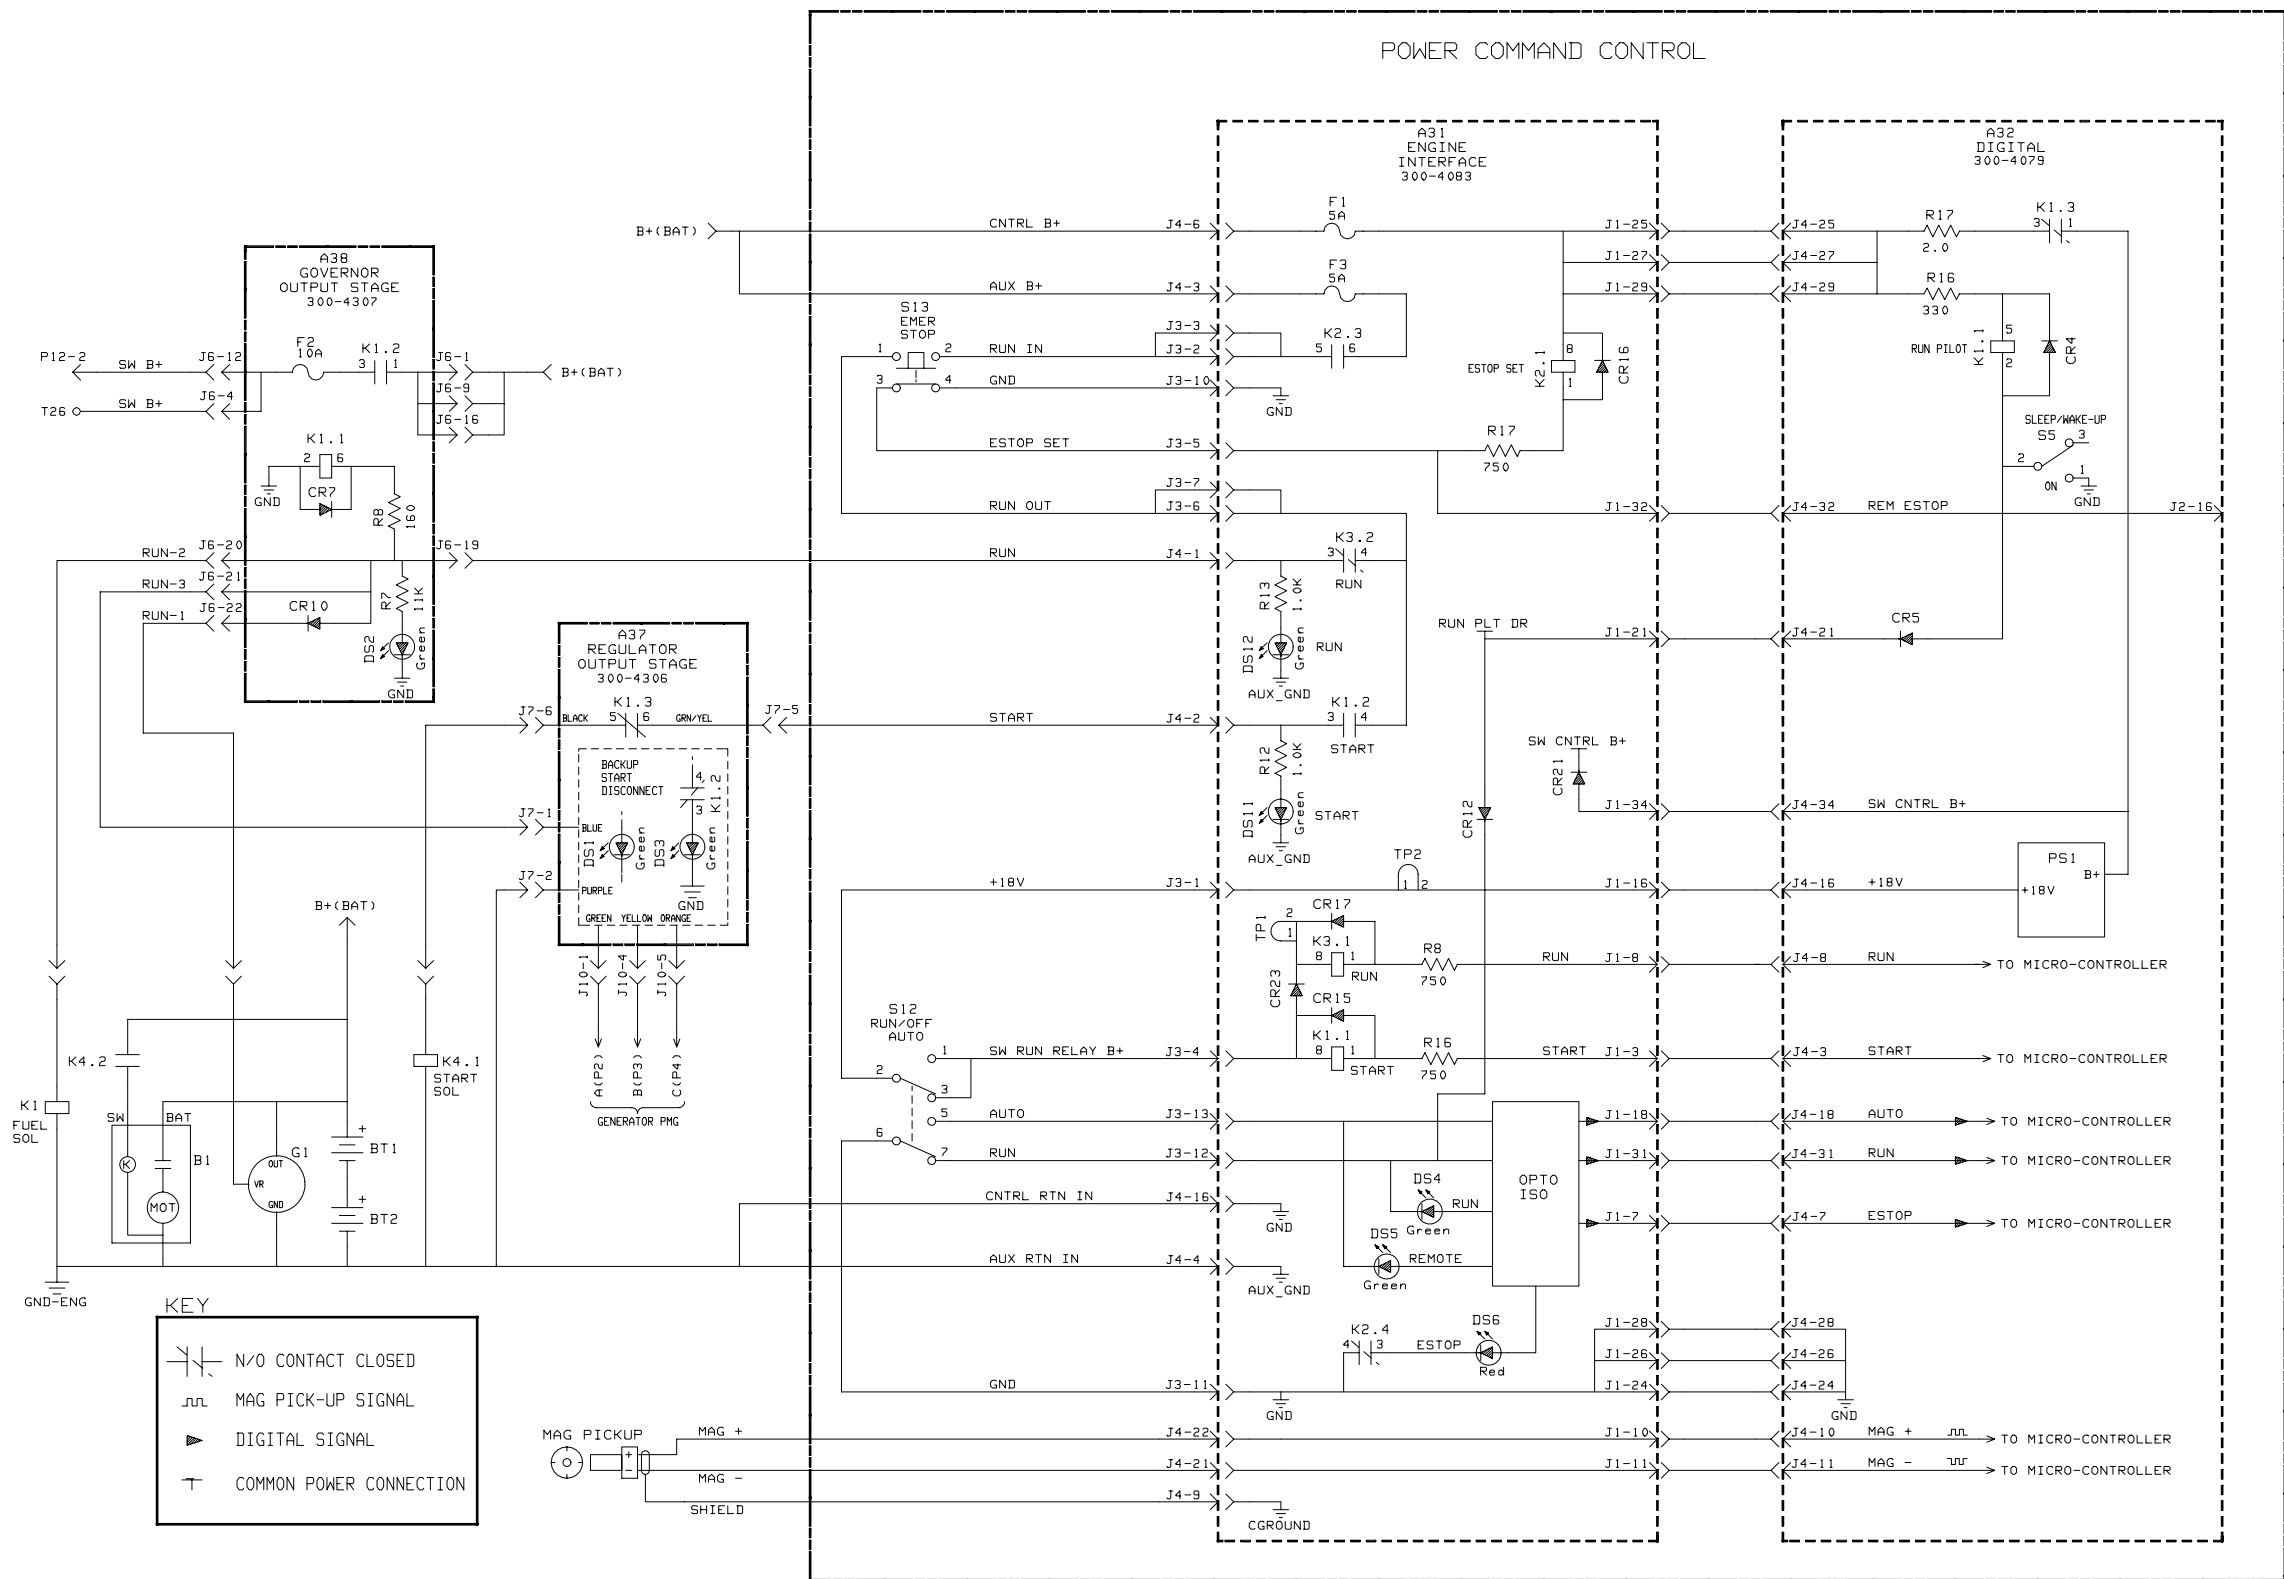 POWER COMMAND CONTROL
A38
GOVERNOR
OUTPUT STAGE
300-4307
F2
10A
K1.2
3 1
P12-2
SW B+
J6-12
T26
SW B+
J6-4
J6-1
J6-9
J6-16
B+(BAT)
K1.1
2 6
GND
CR7
R8
160
RUN-2
J6-20
J6-19
RUN-3
J6-21
RUN-1
J6-22
CR10
R7
11K
DS2
Green
GND
A37
REGULATOR
OUTPUT STAGE
300-4306
J7-6
BLACK
K1.3
5 6
GRN/YEL
J7-5
BACKUP
START
DISCONNECT
4
K1.2
3
J7-1
BLUE
DS1
Green
DS3
Green
J7-2
PURPLE
GND
GREEN YELLOW ORANGE
J10-1
J10-4
J10-5
A(P2)
B(P3)
C(P4)
GENERATOR PMG
B+(BAT)
K4.2
K4.1
START
SOL
K1
FUEL
SOL
SW
BAT
K
B1
MOT
OUT
G1
VR
GND
+
BT1
+
BT2
GND-ENG
KEY
N/O CONTACT CLOSED
MAG PICK-UP SIGNAL
DIGITAL SIGNAL
COMMON POWER CONNECTION
MAG PICKUP
+
-
MAG +
MAG -
SHIELD
B+(BAT)
CNTRL B+
J4-6
AUX B+
J4-3
S13
EMER
STOP
1 2
3 4
RUN IN
J3-3
J3-2
GND
J3-10
ESTOP SET
J3-5
J3-7
RUN OUT
J3-6
RUN
J4-1
START
J4-2
+18V
J3-1
S12
RUN/OFF
AUTO
1
2
3
5
6
7
SW RUN RELAY B+
J3-4
AUTO
J3-13
RUN
J3-12
CNTRL RTN IN
J4-16
AUX RTN IN
J4-4
GND
J3-11
J4-22
J4-21
J4-9
A31
ENGINE
INTERFACE
300-4083
F1
5A
F3
5A
K2.3
5 6
GND
ESTOP SET
8
K2.1
1
CR16
R17
750
K3.2
3 4
RUN
R13
1.0K
DS12
Green
RUN
AUX_GND
K1.2
3 4
START
R12
1.0K
DS11
Green
START
AUX_GND
RUN PLT DR
CR12
SW CNTRL B+
CR21
TP2
1 2
TP1
2
1
CR17
K3.1
8 1
RUN
R8
750
RUN
CR23
CR15
K1.1
8 1
START
R16
750
START
OPTO
ISO
DS4
RUN
Green
DS5
REMOTE
Green
GND
AUX_GND
K2.4
4 3
ESTOP
DS6
Red
GND
CGROUND
J1-25
J1-27
J1-29
J1-32
J1-21
J1-34
J1-16
J1-8
J1-3
J1-18
J1-31
J1-7
J1-28
J1-26
J1-24
J1-10
J1-11
A32
DIGITAL
300-4079
J4-25
J4-27
J4-29
R17
2.0
K1.3
3 1
R16
330
RUN PILOT
5
K1.1
2
CR4
SLEEP/WAKE-UP
S5
3
2
1
ON
GND
J4-32
REM ESTOP
J2-16
J4-21
CR5
J4-34
SW CNTRL B+
J4-16
+18V
PS1
B+
+18V
J4-8
RUN
TO MICRO-CONTROLLER
J4-3
START
TO MICRO-CONTROLLER
J4-18
AUTO
TO MICRO-CONTROLLER
J4-31
RUN
TO MICRO-CONTROLLER
J4-7
ESTOP
TO MICRO-CONTROLLER
J4-28
J4-26
J4-24
GND
J4-10
MAG +
TO MICRO-CONTROLLER
J4-11
MAG -
TO MICRO-CONTROLLER